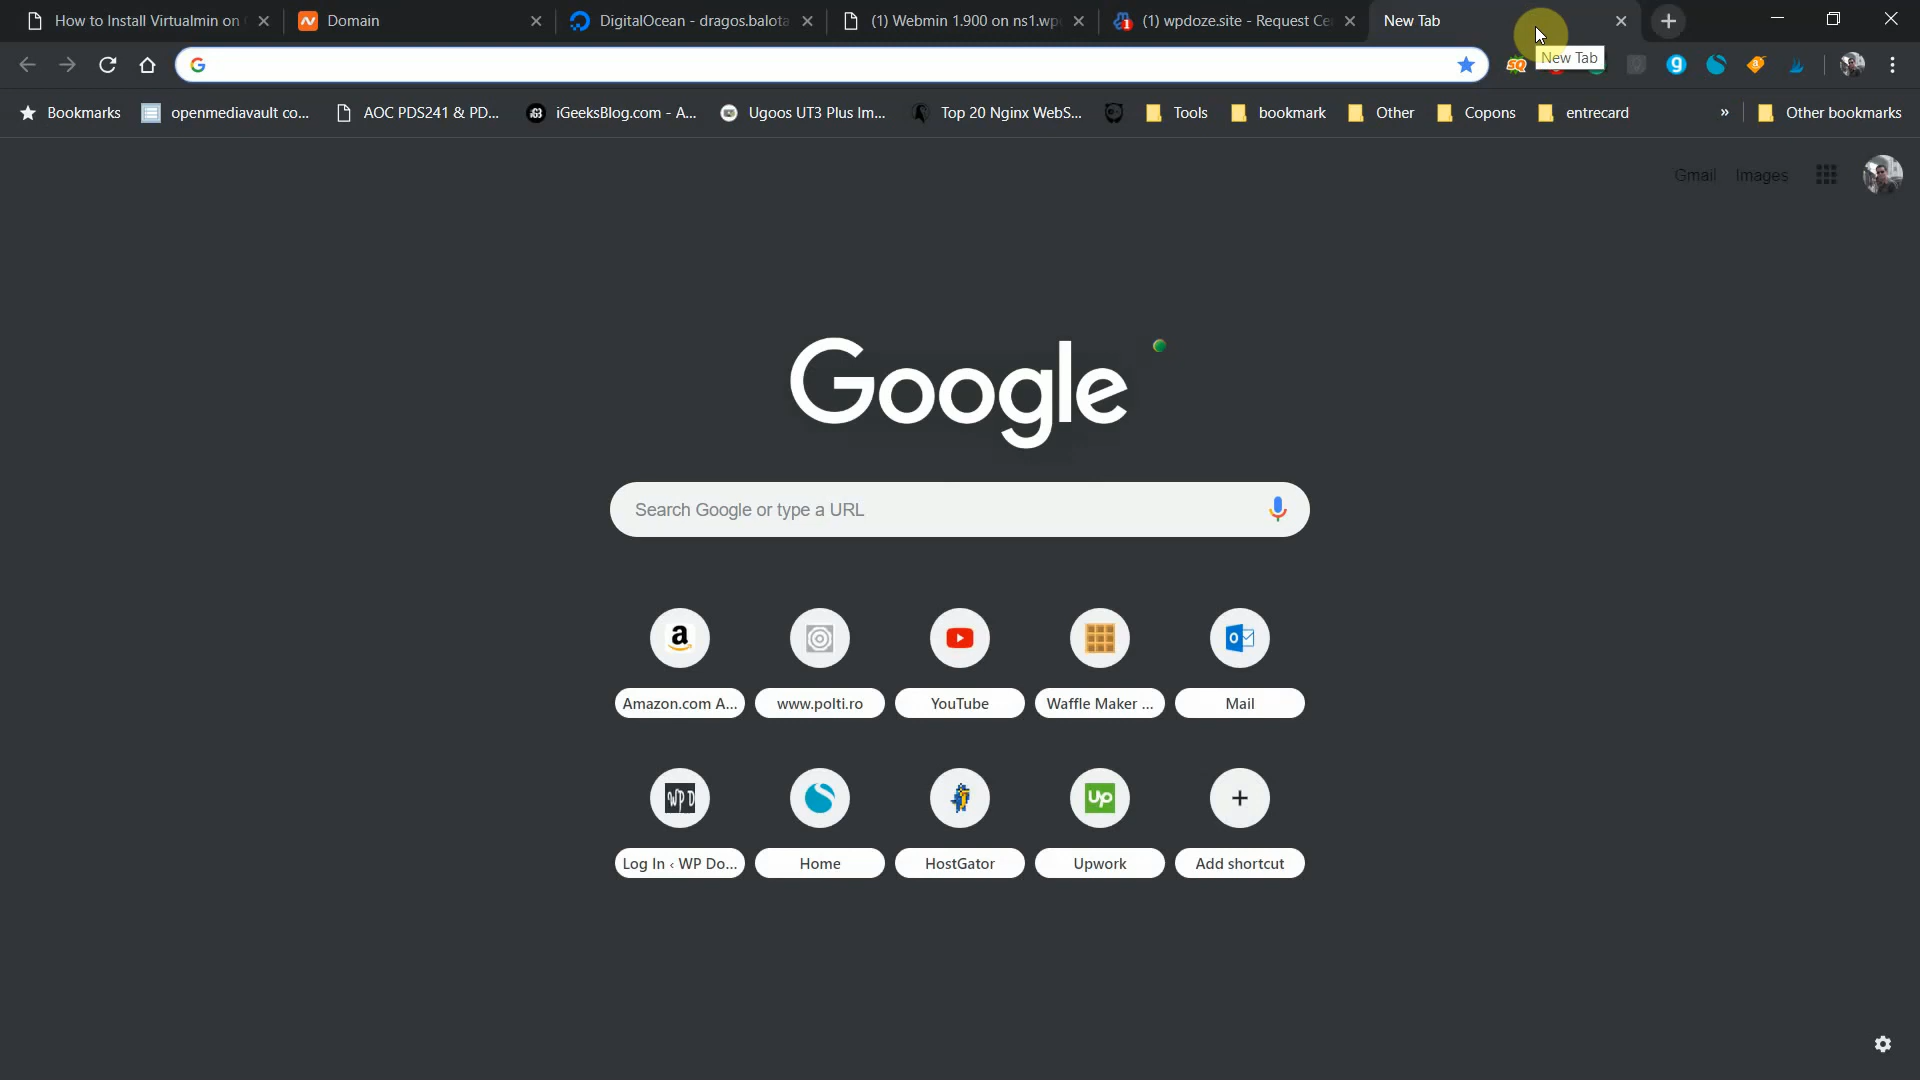 How to Install Virtualmin on
Domain
DigitalOcean - dragos.balota
(1) Webmin 1.900 on ns1.wp
(1) wpdoze.site - Request Ce
New Tab
New Tab
Bookmarks
openmediavault co...
AOC PDS241 & PD...
iGeeksBlog.com - A...
Ugoos UT3 Plus Im...
Top 20 Nginx WebS...
Tools
bookmark
Other
Copons
entrecard
»
Other bookmarks
Gmail
Images
Google
Search Google or type a URL
Amazon.com A...
www.polti.ro
YouTube
Waffle Maker ...
Mail
Log In ‹ WP Do...
Home
HostGator
Upwork
Add shortcut